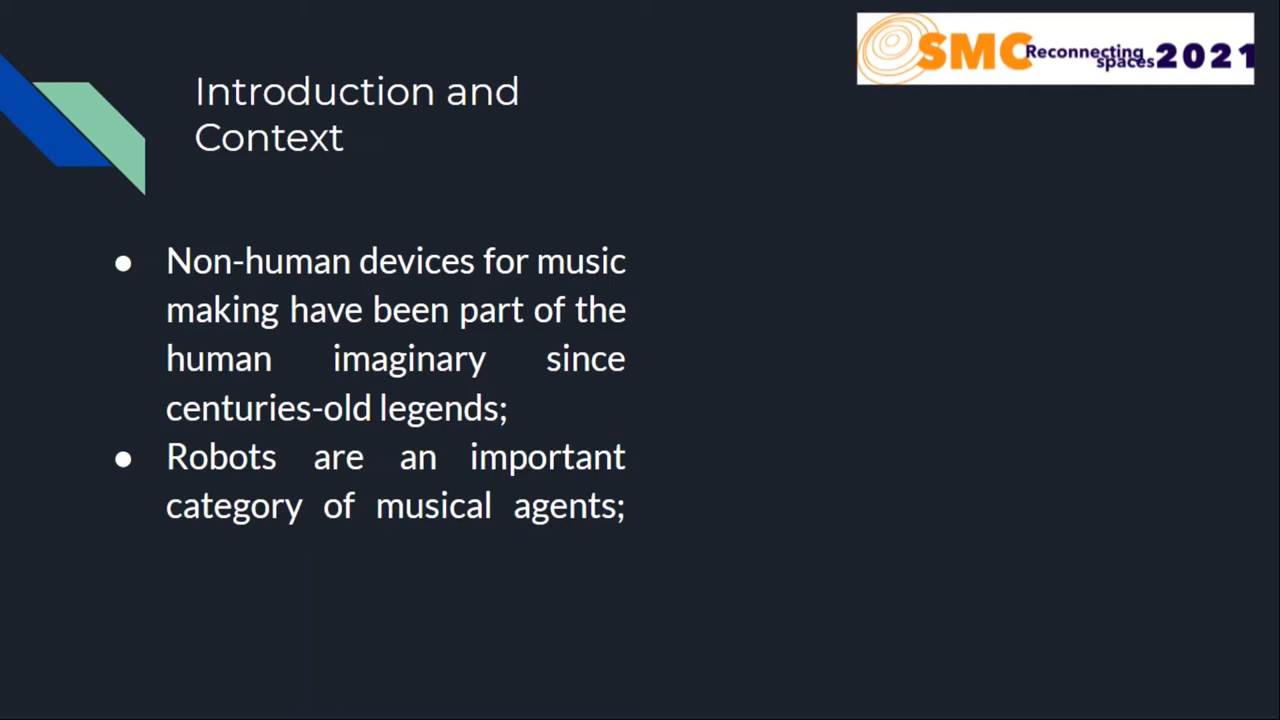 SMC Reconnecting spaces 2021
Introduction and
Context
● Non-human devices for music
making have been part of the
human imaginary since
centuries-old legends;
● Robots are an important
category of musical agents;